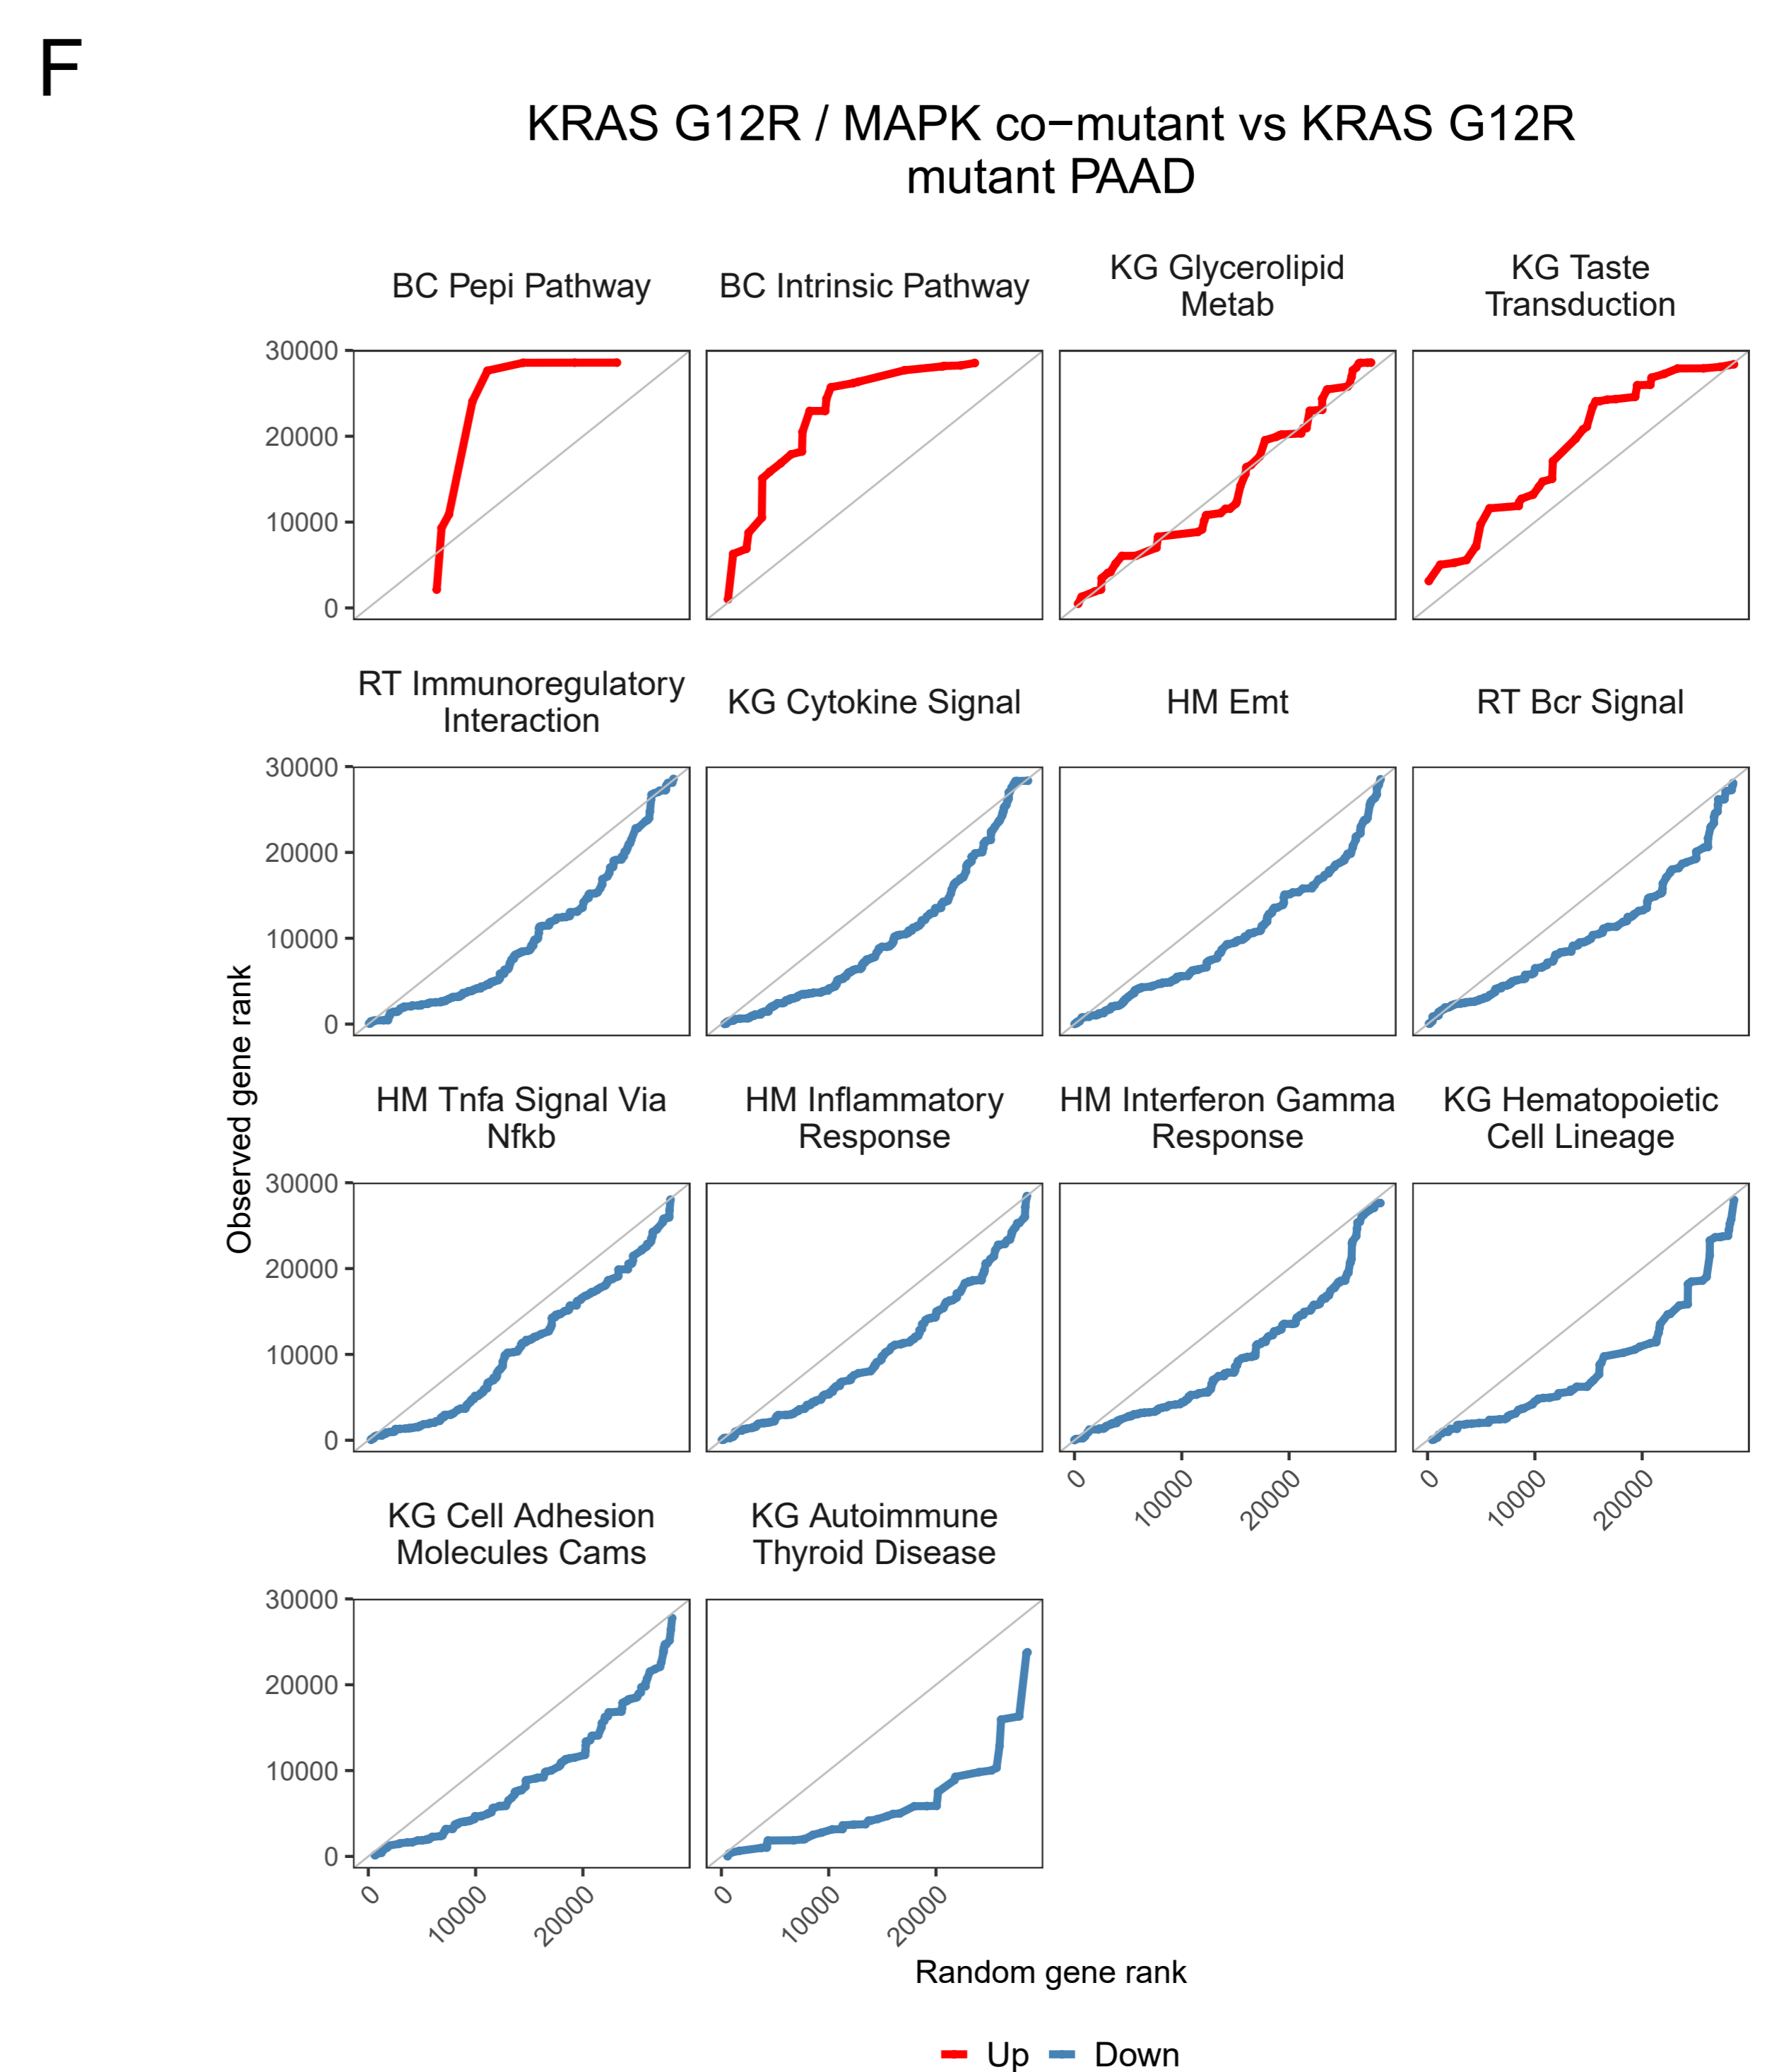 F
KRAS G12R / MAPK co−mutant vs KRAS G12R
mutant PAAD
BC Pepi Pathway
BC Intrinsic Pathway
KG Glycerolipid
Metab
KG Taste
Transduction
30000
20000
10000
0
RT Immunoregulatory
Interaction
KG Cytokine Signal
HM Emt
RT Bcr Signal
30000
20000
10000
0
Observed gene rank
HM Tnfa Signal Via
Nfkb
HM Inflammatory
Response
HM Interferon Gamma
Response
KG Hematopoietic
Cell Lineage
30000
20000
10000
0
0
10000
20000
0
10000
20000
KG Cell Adhesion
Molecules Cams
KG Autoimmune
Thyroid Disease
30000
20000
10000
0
0
10000
20000
0
10000
20000
Random gene rank
Up
Down